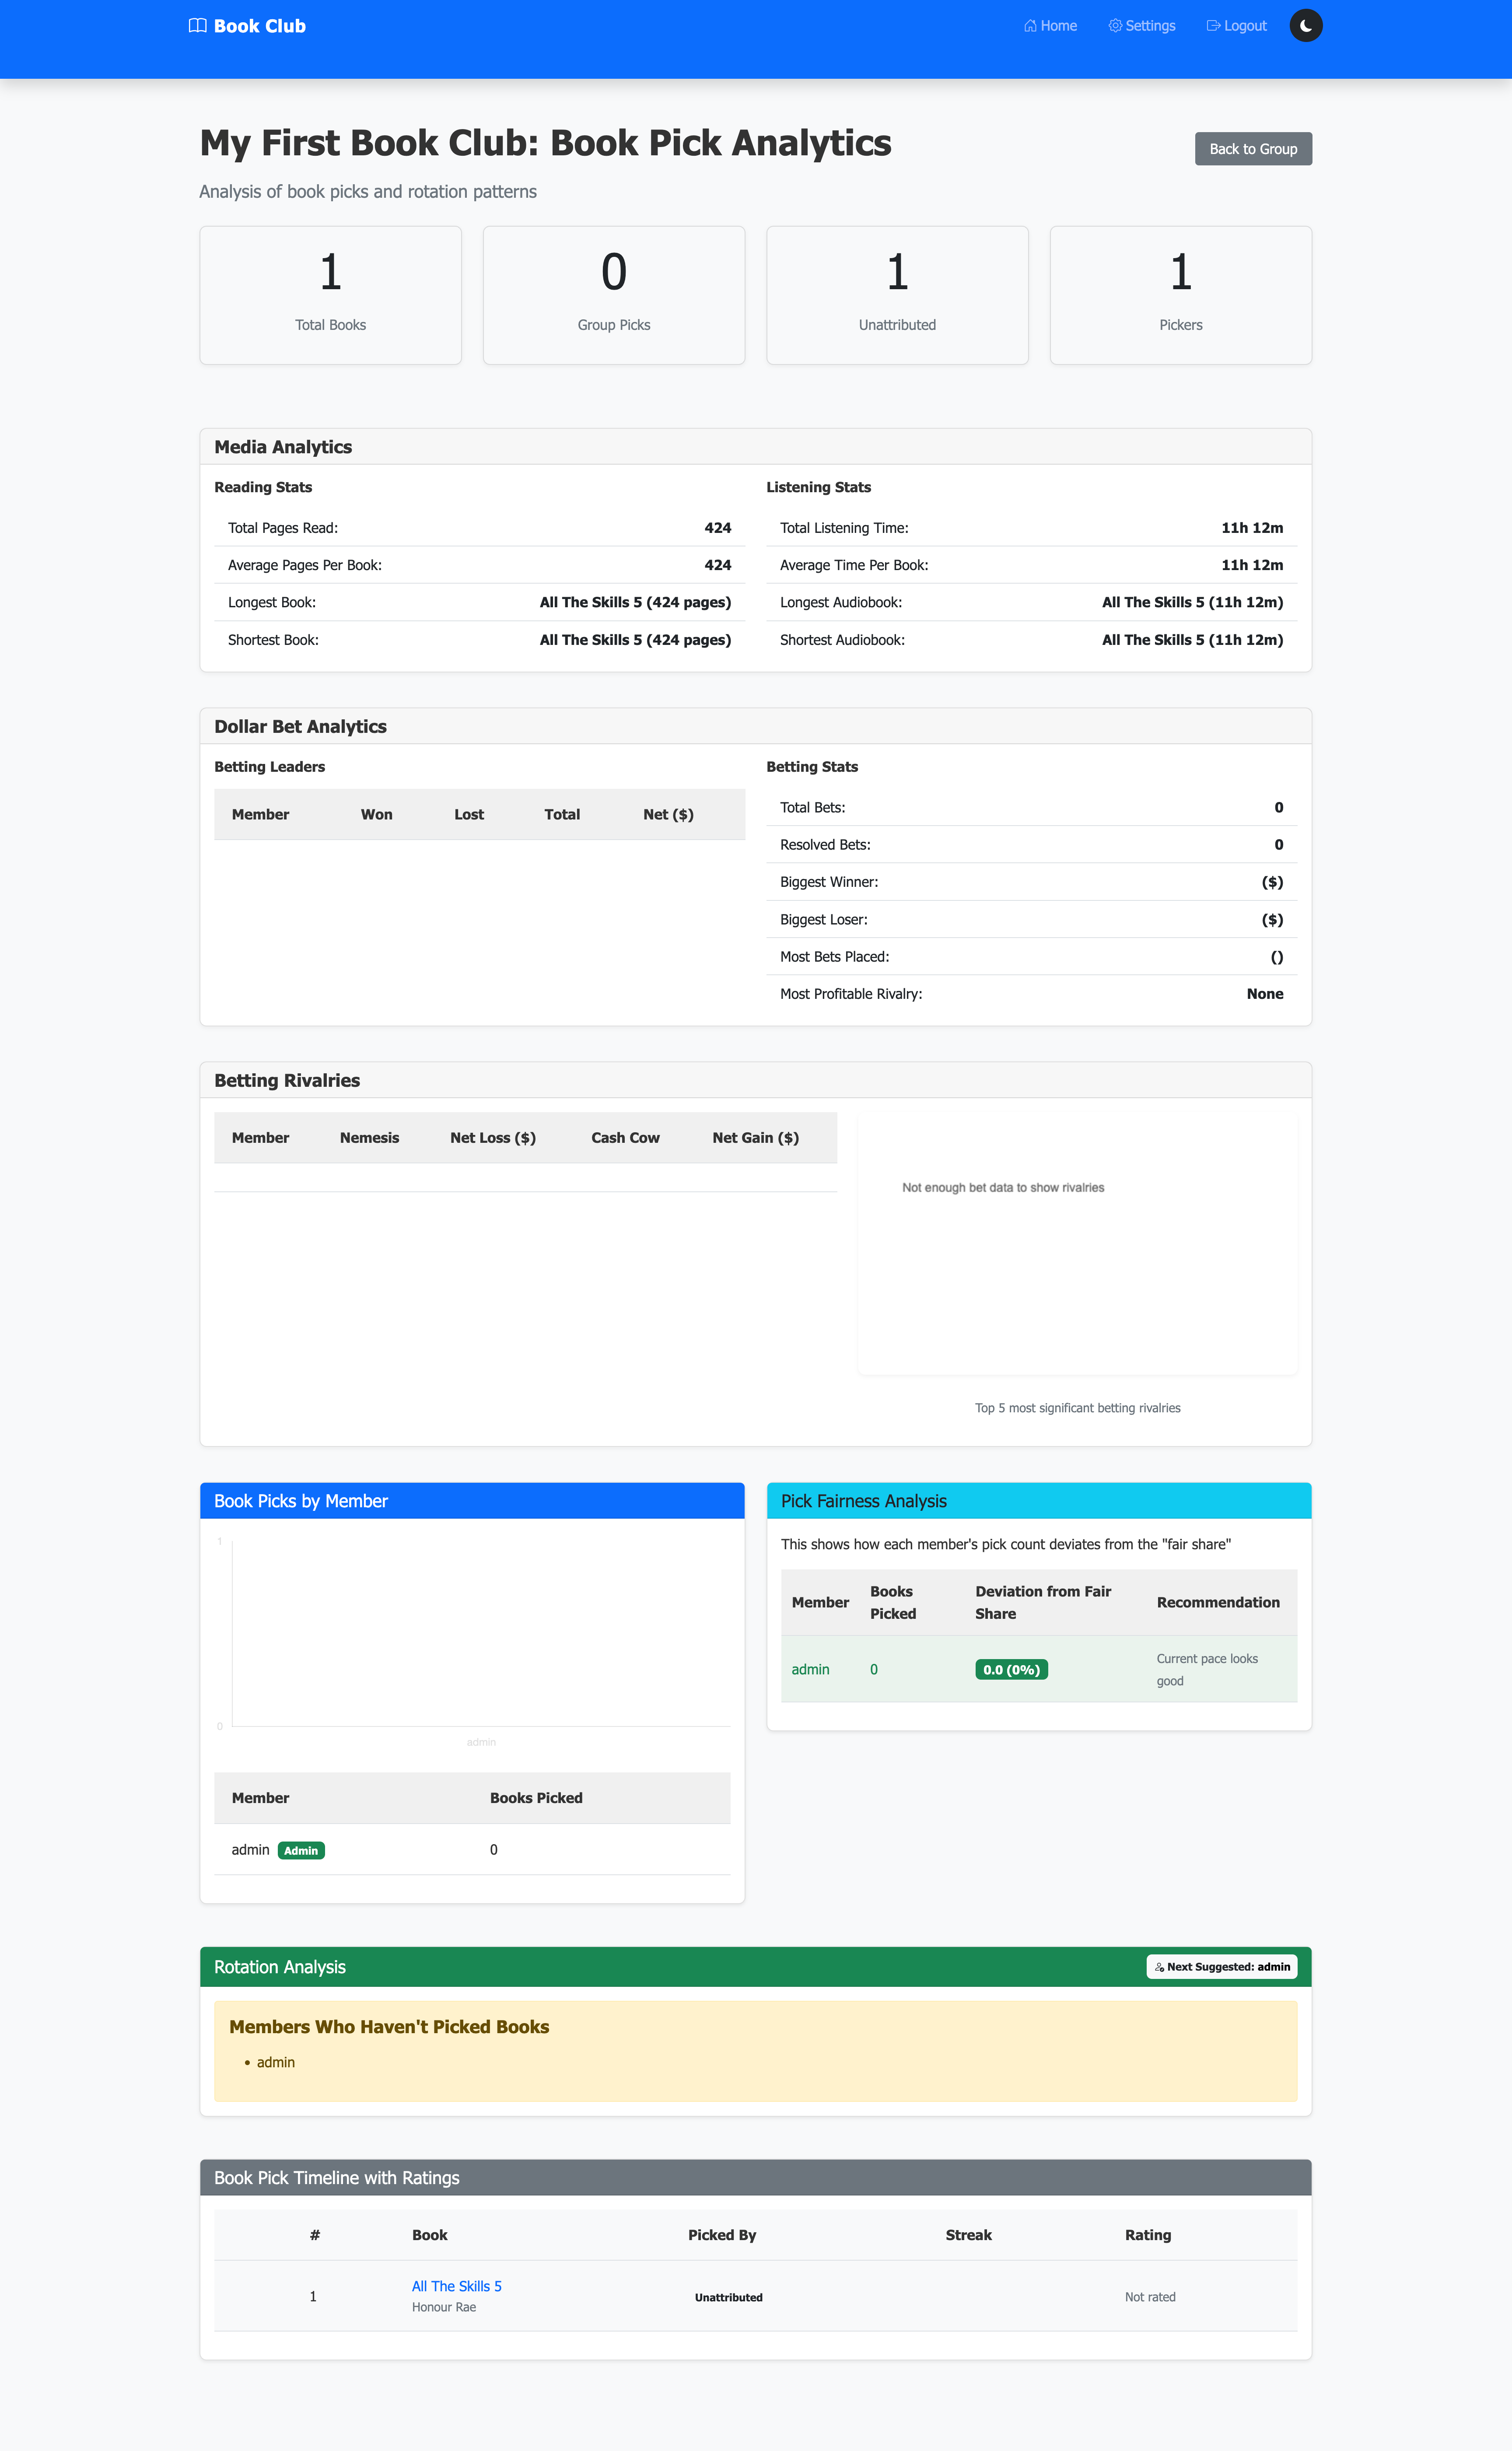 Book Club
Home
Settings
Logout
My First Book Club: Book Pick Analytics
Back to Group
Analysis of book picks and rotation patterns
1
Total Books
0
Group Picks
1
Unattributed
1
Pickers
Media Analytics
Reading Stats
Total Pages Read: 424
Average Pages Per Book: 424
Longest Book: All The Skills 5 (424 pages)
Shortest Book: All The Skills 5 (424 pages)
Listening Stats
Total Listening Time: 11h 12m
Average Time Per Book: 11h 12m
Longest Audiobook: All The Skills 5 (11h 12m)
Shortest Audiobook: All The Skills 5 (11h 12m)
Dollar Bet Analytics
Betting Leaders
Member Won Lost Total Net ($)
Betting Stats
Total Bets: 0
Resolved Bets: 0
Biggest Winner: ($)
Biggest Loser: ($)
Most Bets Placed: ()
Most Profitable Rivalry: None
Betting Rivalries
Member Nemesis Net Loss ($) Cash Cow Net Gain ($)
Not enough bet data to show rivalries
Top 5 most significant betting rivalries
Book Picks by Member
1
0
admin
Member Books Picked
admin Admin 0
Pick Fairness Analysis
This shows how each member's pick count deviates from the "fair share"
Member Books Picked Deviation from Fair Share Recommendation
admin 0 0.0 (0%) Current pace looks good
Rotation Analysis
Next Suggested: admin
Members Who Haven't Picked Books
• admin
Book Pick Timeline with Ratings
# Book Picked By Streak Rating
1 All The Skills 5 Unattributed Not rated
Honour Rae